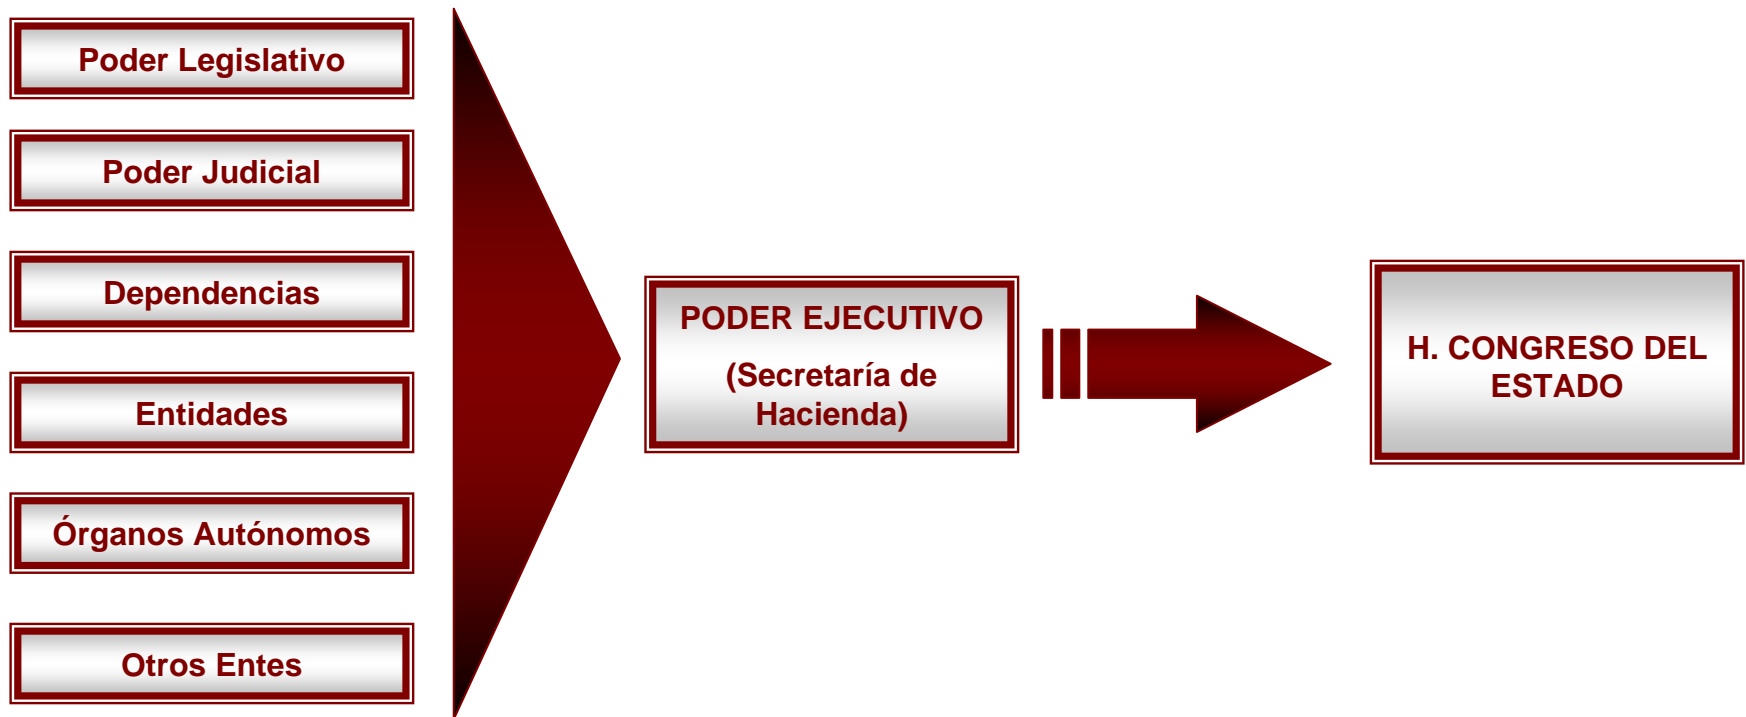 Poder Legislativo
Poder Judicial
Dependencias
Entidades
Órganos Autónomos
Otros Entes
PODER EJECUTIVO
(Secretaría de
Hacienda)
H. CONGRESO DEL
ESTADO